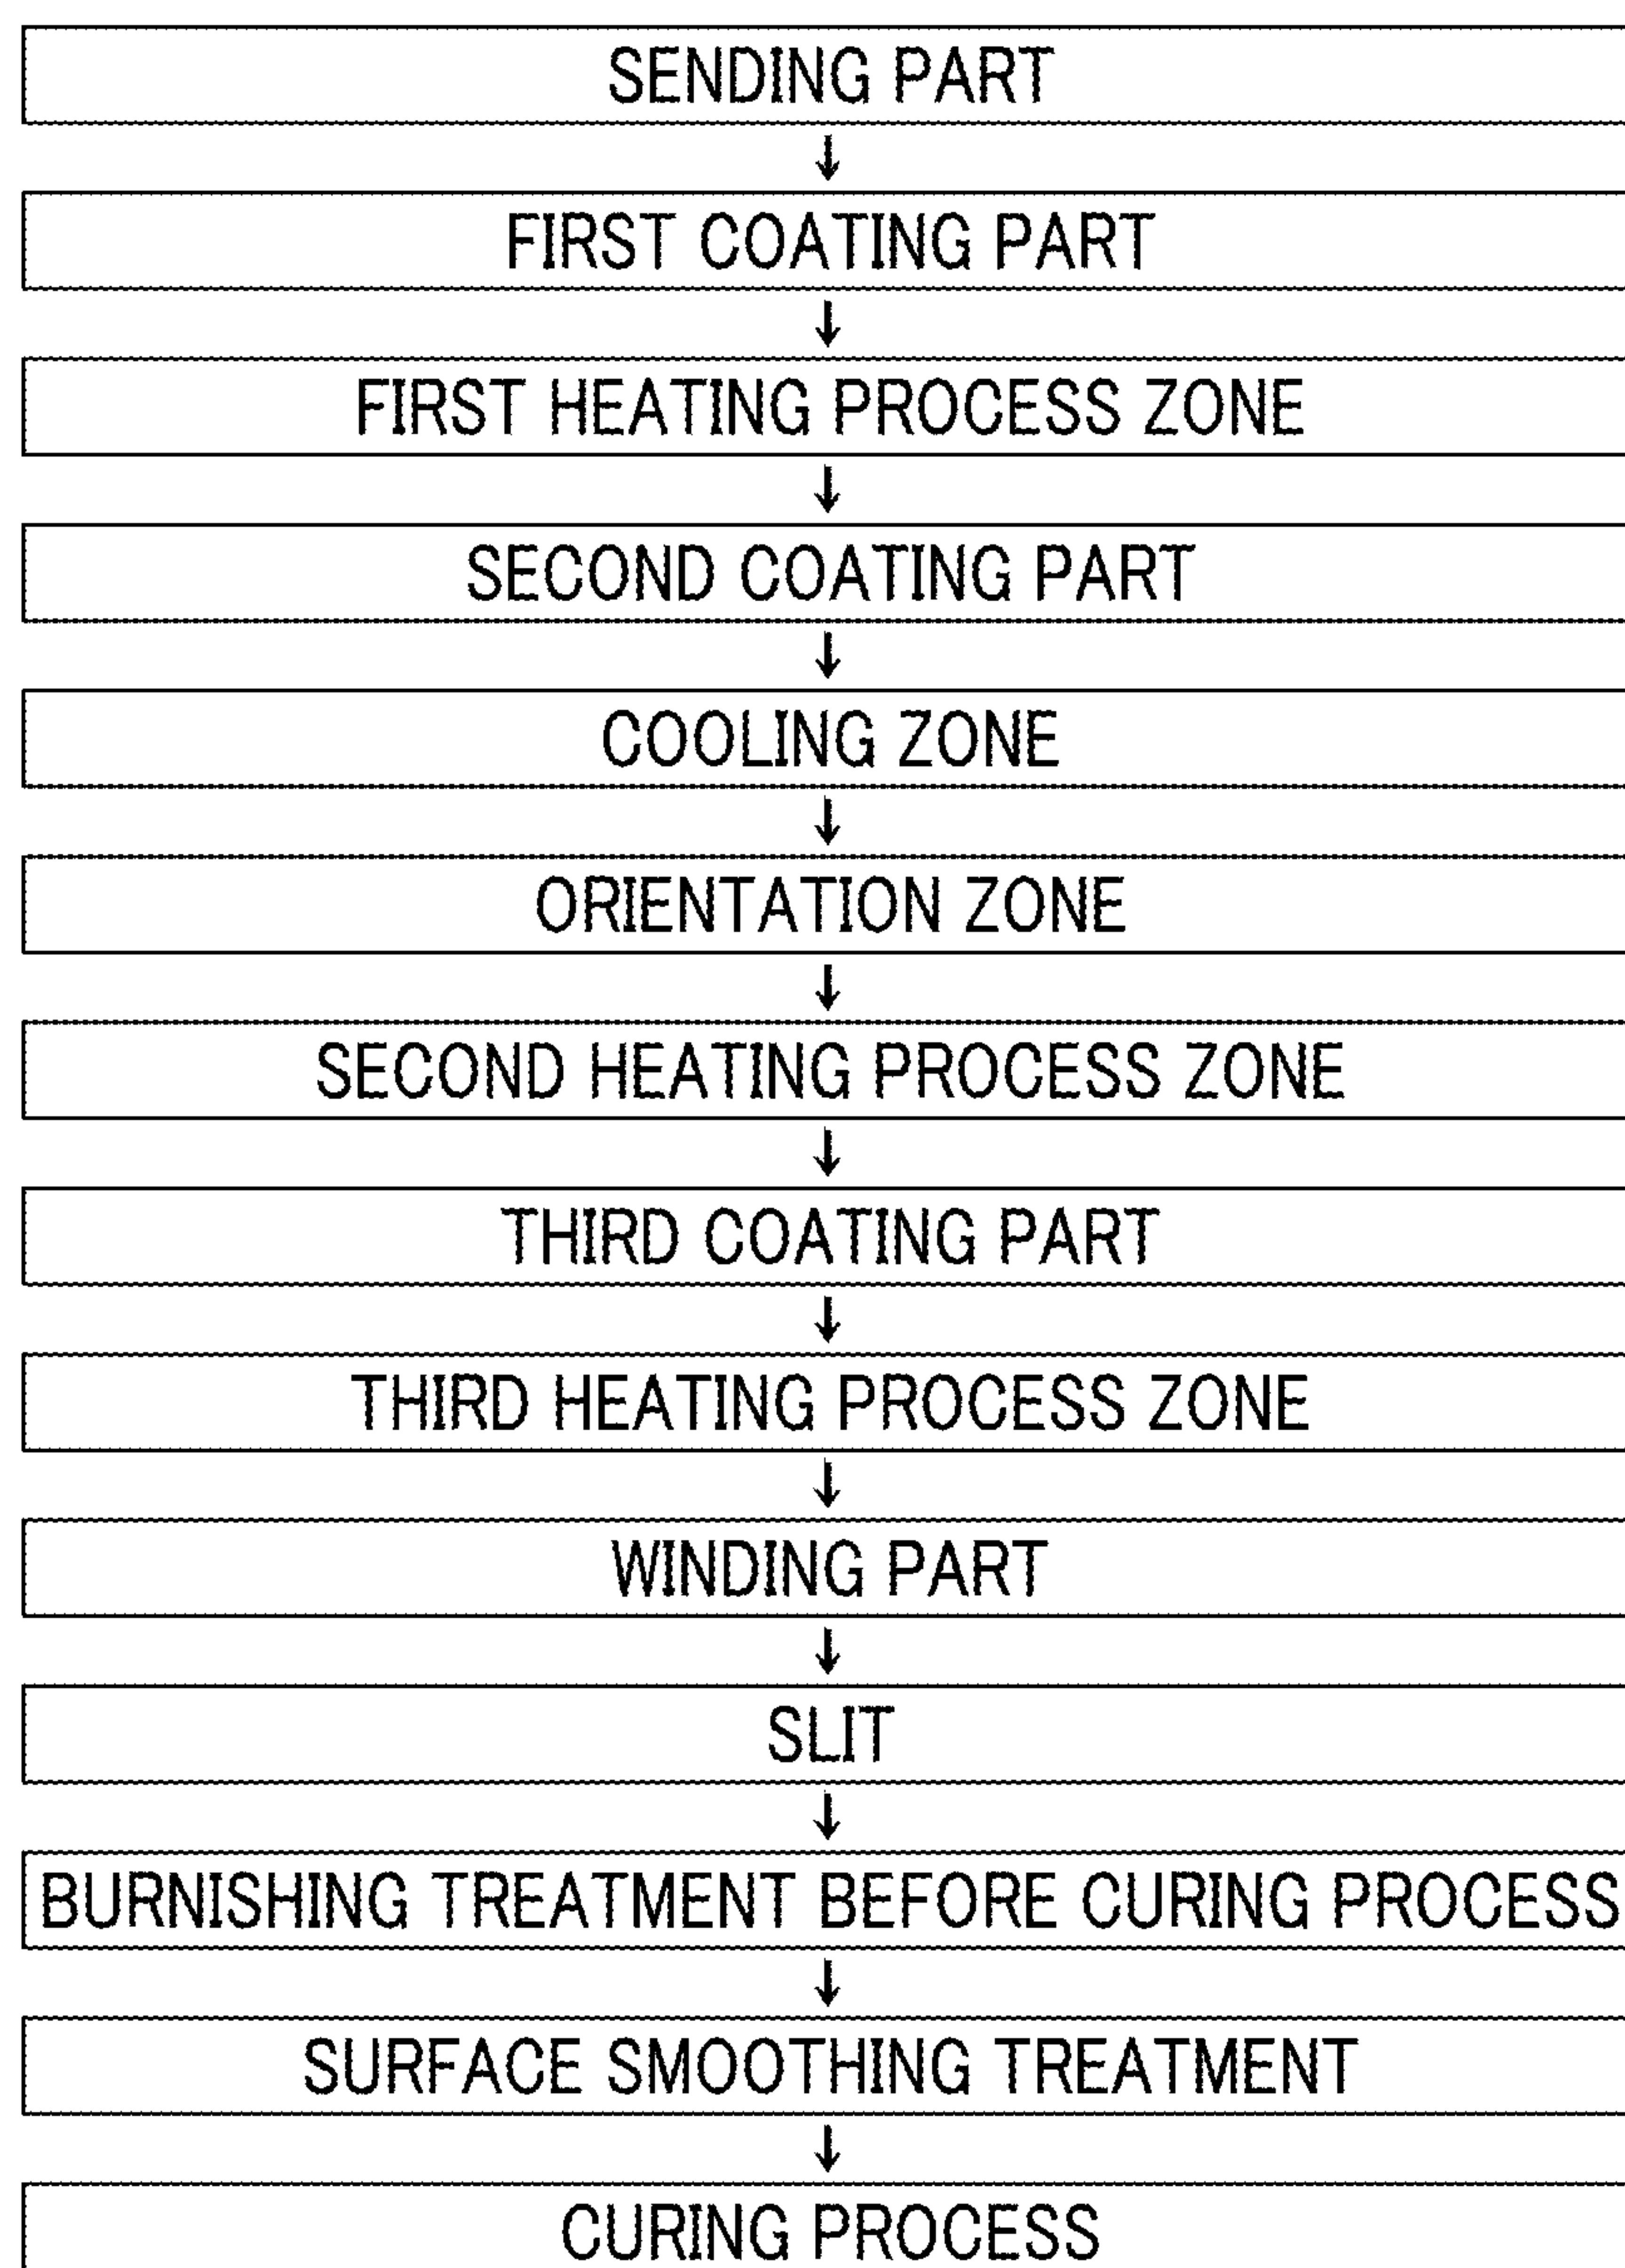 SENDING PART
FIRST COATING PART
FIRST HEATING PROCESS ZONE
SECOND COATING PART
COOLING ZONE
ORIENTATION ZONE
SECOND HEATING PROCESS ZONE
THIRD COATING PART
THIRD HEATING PROCESS ZONE
WINDING PART
SLIT
BURNISHING TREATMENT BEFORE CURING PROCESS
SURFACE SMOOTHING TREATMENT
CURING PROCESS